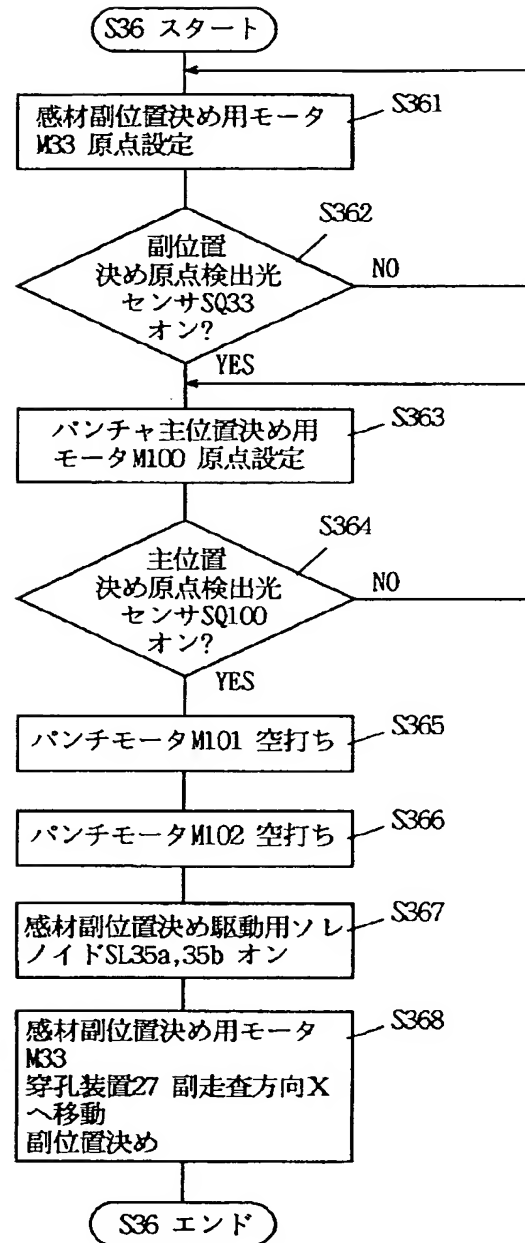 S36 スタート
感材副位置決め用モータ
M33 原点設定
S361
副位置
決め原点検出光
センサSQ33
オン?
S362
NO
YES
パンチャ主位置決め用
モータM100 原点設定
S363
主位置
決め原点検出光
センサSQ100
オン?
S364
NO
YES
パンチモータM101 空打ち
S365
パンチモータM102 空打ち
S366
感材副位置決め駆動用ソレ
ノイドSL35a,35b オン
S367
感材副位置決め用モータ
M33
穿孔装置27 副走査方向X
へ移動
副位置決め
S368
S36 エンド